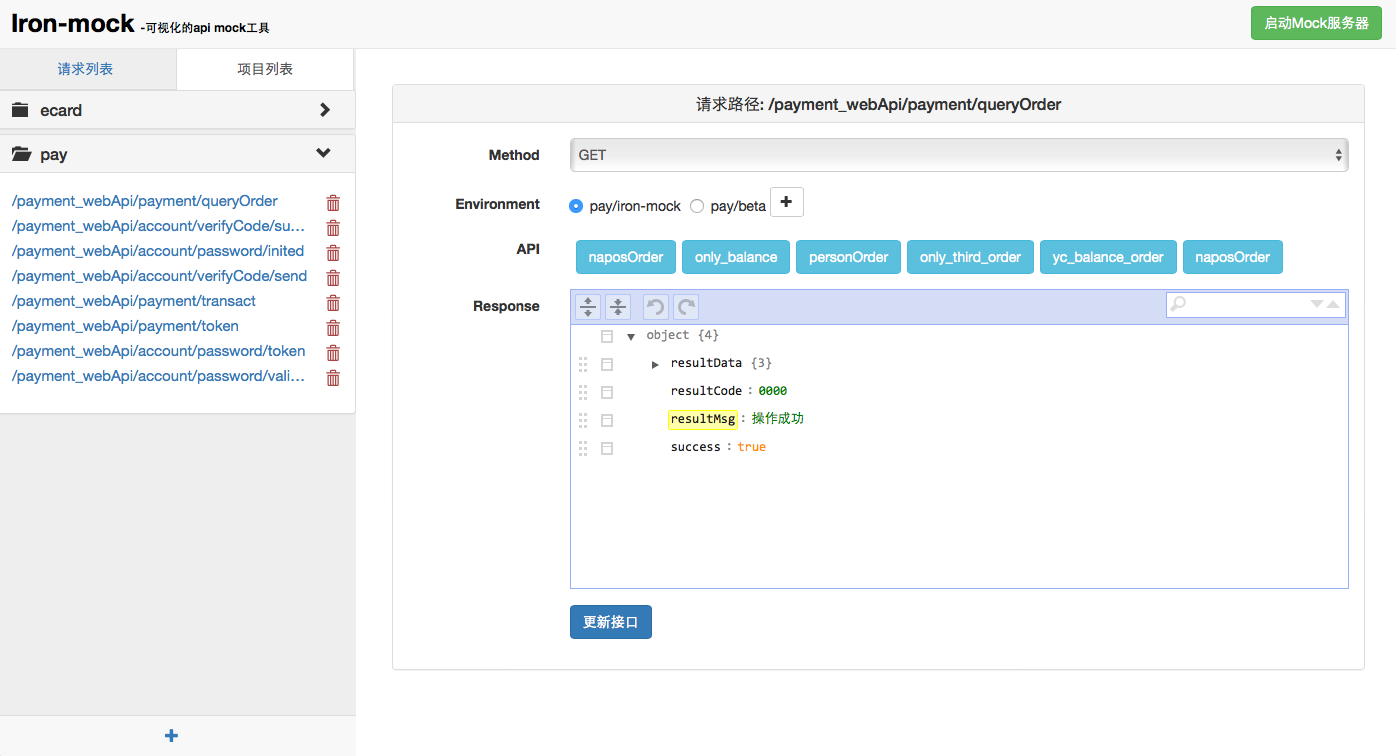 Iron-mock -可视化的api mock工具
启动Mock服务器
请求列表 项目列表
ecard
pay
/payment_webApi/payment/queryOrder
/payment_webApi/account/verifyCode/su...
/payment_webApi/account/password/inited
/payment_webApi/account/verifyCode/send
/payment_webApi/payment/transact
/payment_webApi/payment/token
/payment_webApi/account/password/token
/payment_webApi/account/password/vali...
请求路径: /payment_webApi/payment/queryOrder
Method GET
Environment pay/iron-mock pay/beta
API naposOrder only_balance personOrder only_third_order yc_balance_order naposOrder
Response
object {4}
resultData {3}
resultCode : 0000
resultMsg : 操作成功
success : true
更新接口